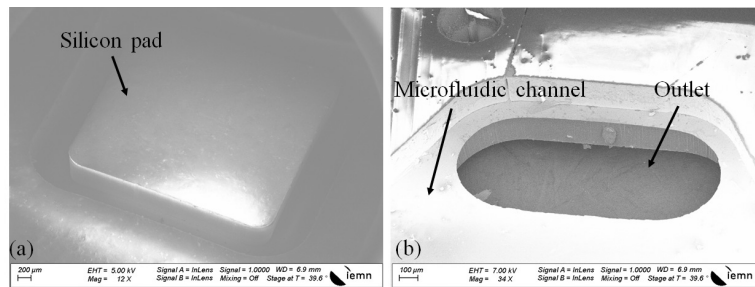 Silicon pad
(a)
200 µm
EHT = 5.00 kV
Mag = 12 X
Signal A = InLens Signal = 1.0000 WD = 6.9 mm
Signal B = InLens Mixing = Off Stage at T = 39.6°
iemn
Microfluidic channel
Outlet
(b)
100 µm
EHT = 7.00 kV
Mag = 34 X
Signal A = InLens Signal = 1.0000 WD = 6.9 mm
Signal B = InLens Mixing = Off Stage at T = 39.6°
iemn